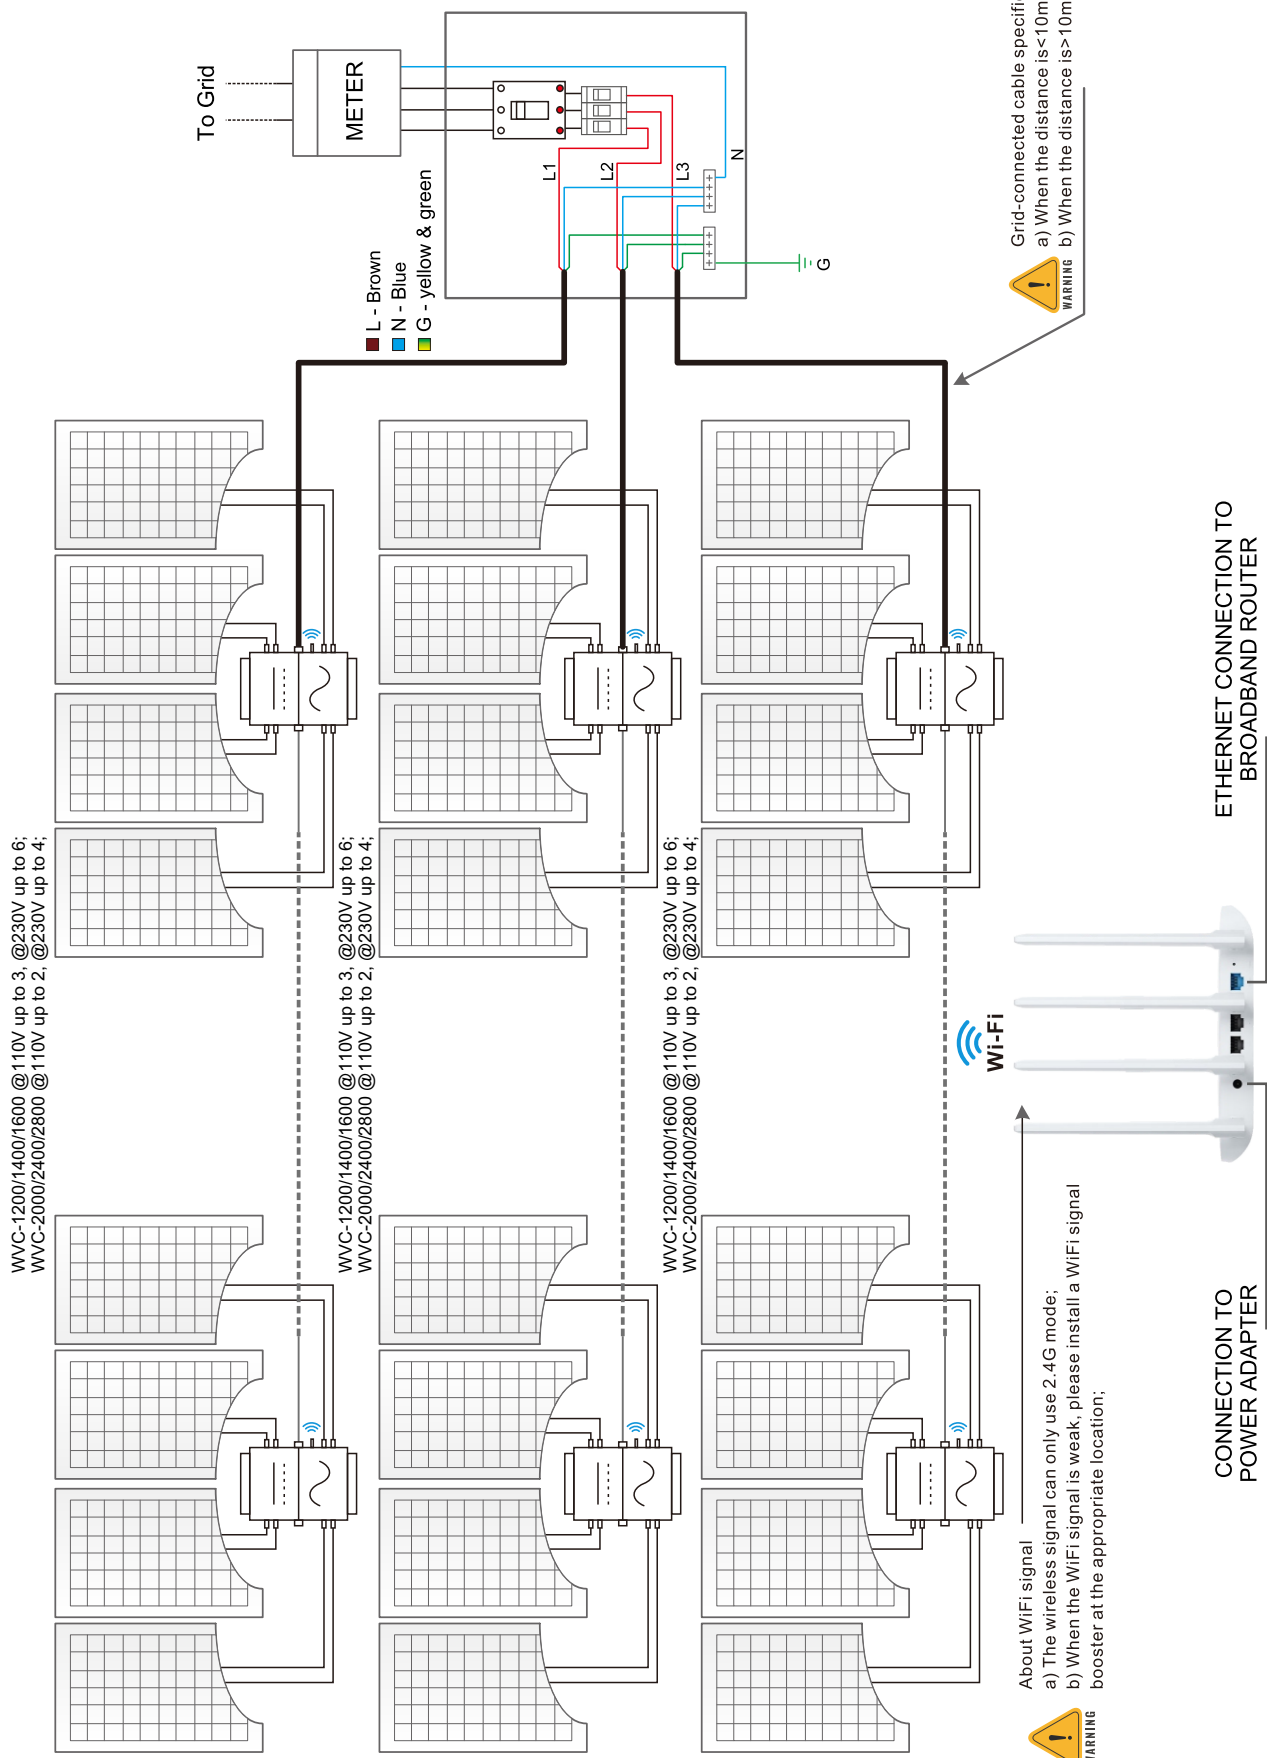 WVC-1200/1400/1600 @110V up to 3, @230V up to 6;
WVC-2000/2400/2800 @110V up to 2, @230V up to 4;
To Grid
METER
L - Brown
N - Blue
G - yellow & green
L1
L2
L3
N
G
WVC-1200/1400/1600 @110V up to 3, @230V up to 6;
WVC-2000/2400/2800 @110V up to 2, @230V up to 4;
WVC-1200/1400/1600 @110V up to 3, @230V up to 6;
WVC-2000/2400/2800 @110V up to 2, @230V up to 4;
Wi-Fi
WARNING
About WiFi signal
a) The wireless signal can only use 2.4G mode;
b) When the WiFi signal is weak, please install a WiFi signal
booster at the appropriate location;
WARNING
Grid-connected cable
a) When the distance is<10m
b) When the distance is>10m
CONNECTION TO
POWER ADAPTER
ETHERNET CONNECTION TO
BROADBAND ROUTER